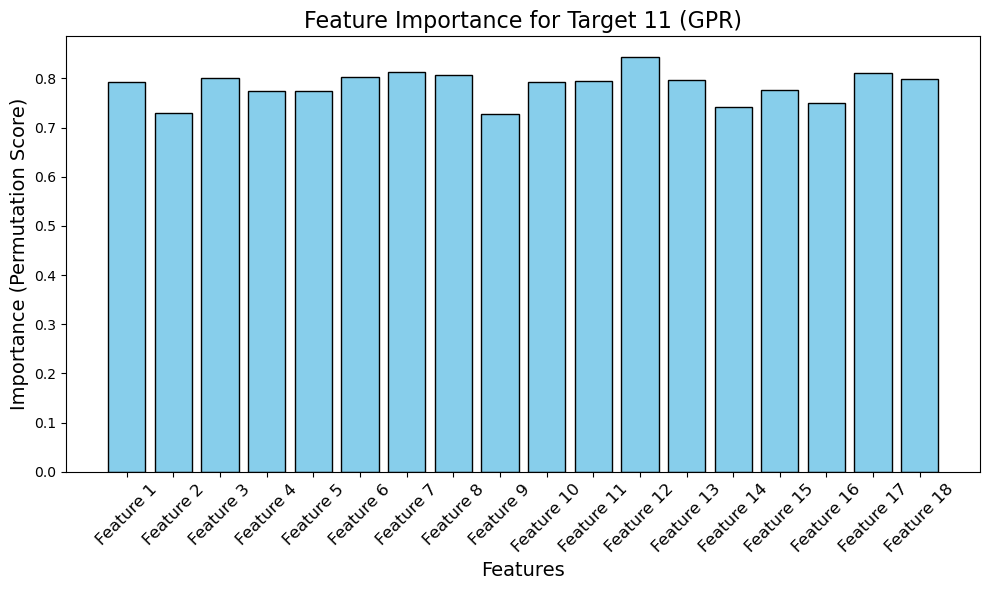 Feature Importance for Target 11 (GPR)
Importance (Permutation Score)
0.8
0.7
0.6
0.5
0.4
0.3
0.2
0.1
0.0
Feature 1
Feature 2
Feature 3
Feature 4
Feature 5
Feature 6
Feature 7
Feature 8
Feature 9
Feature 10
Feature 11
Feature 12
Feature 13
Feature 14
Feature 15
Feature 16
Feature 17
Feature 18
Features